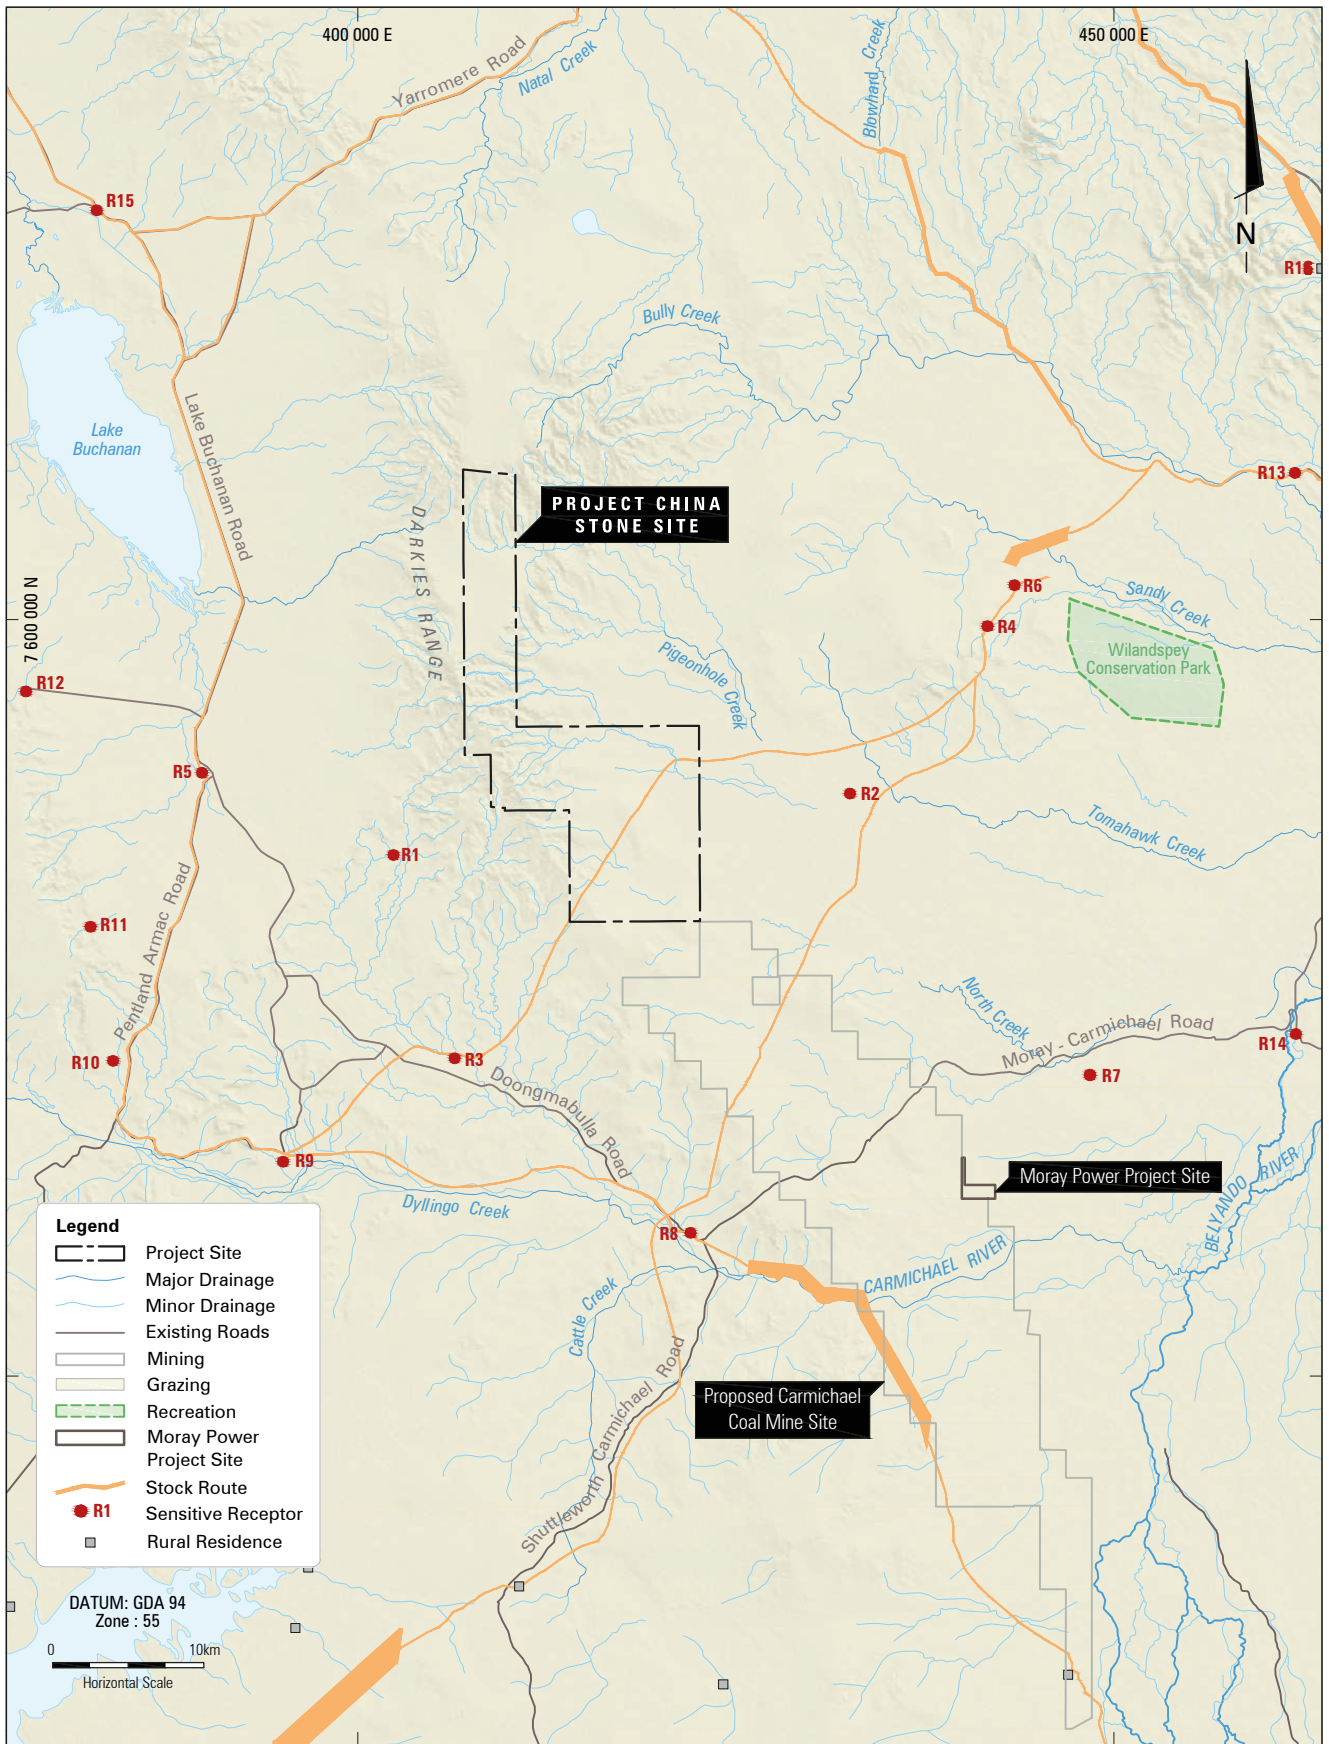 400 000 E
450 000 E
Yarromere Road
Natal Creek
Blowhard Creek
R15
N
R16
Bully Creek
Lake
Buchanan
Lake Buchanan Road
R13
PROJECT CHINA
STONE SITE
DARKIES RANGE
7 600 000 N
R6
Sandy Creek
R4
Wilandspey
Conservation Park
Pigeonhole Creek
R12
R5
R2
Tomahawk Creek
R1
Pentland Armac Road
R11
North Creek
Moray - Carmichael Road
R14
R10
R3
R7
Doongmabulla Road
R9
Moray Power Project Site
BELYANDO RIVER
Dyllingo Creek
R8
CARMICHAEL RIVER
Cattle Creek
Shuttleworth Carmichael Road
Proposed Carmichael
Coal Mine Site
Legend
Project Site
Major Drainage
Minor Drainage
Existing Roads
Mining
Grazing
Recreation
Moray Power
Project Site
Stock Route
R1 Sensitive Receptor
Rural Residence
DATUM: GDA 94
Zone : 55
0 10km
Horizontal Scale